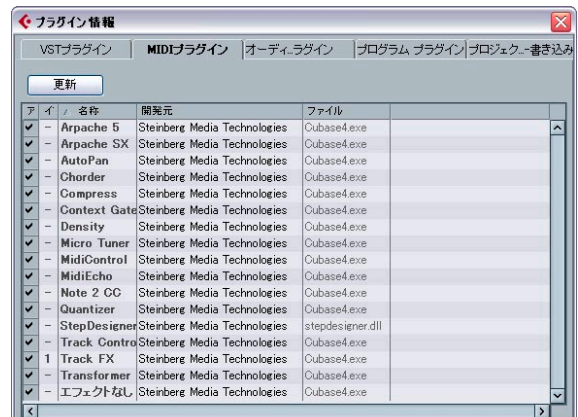 プラグイン情報
VSTプラグイン MIDIプラグイン オーディ...ラグイン プログラム プラグイン プロジェク...-書き込み
更新
ア イ / 名称 開発元 ファイル
✔ - Arpache 5 Steinberg Media Technologies Cubase4.exe
✔ - Arpache SX Steinberg Media Technologies Cubase4.exe
✔ - AutoPan Steinberg Media Technologies Cubase4.exe
✔ - Chorder Steinberg Media Technologies Cubase4.exe
✔ - Compress Steinberg Media Technologies Cubase4.exe
✔ - Context Gate Steinberg Media Technologies Cubase4.exe
✔ - Density Steinberg Media Technologies Cubase4.exe
✔ - Micro Tuner Steinberg Media Technologies Cubase4.exe
✔ - MidiControl Steinberg Media Technologies Cubase4.exe
✔ - MidiEcho Steinberg Media Technologies Cubase4.exe
✔ - Note 2 CC Steinberg Media Technologies Cubase4.exe
✔ - Quantizer Steinberg Media Technologies Cubase4.exe
✔ - StepDesigner Steinberg Media Technologies stepdesigner.dll
✔ - Track Contro Steinberg Media Technologies Cubase4.exe
✔ 1 Track FX Steinberg Media Technologies Cubase4.exe
✔ - Transformer Steinberg Media Technologies Cubase4.exe
✔ - エフェクトなし Steinberg Media Technologies Cubase4.exe